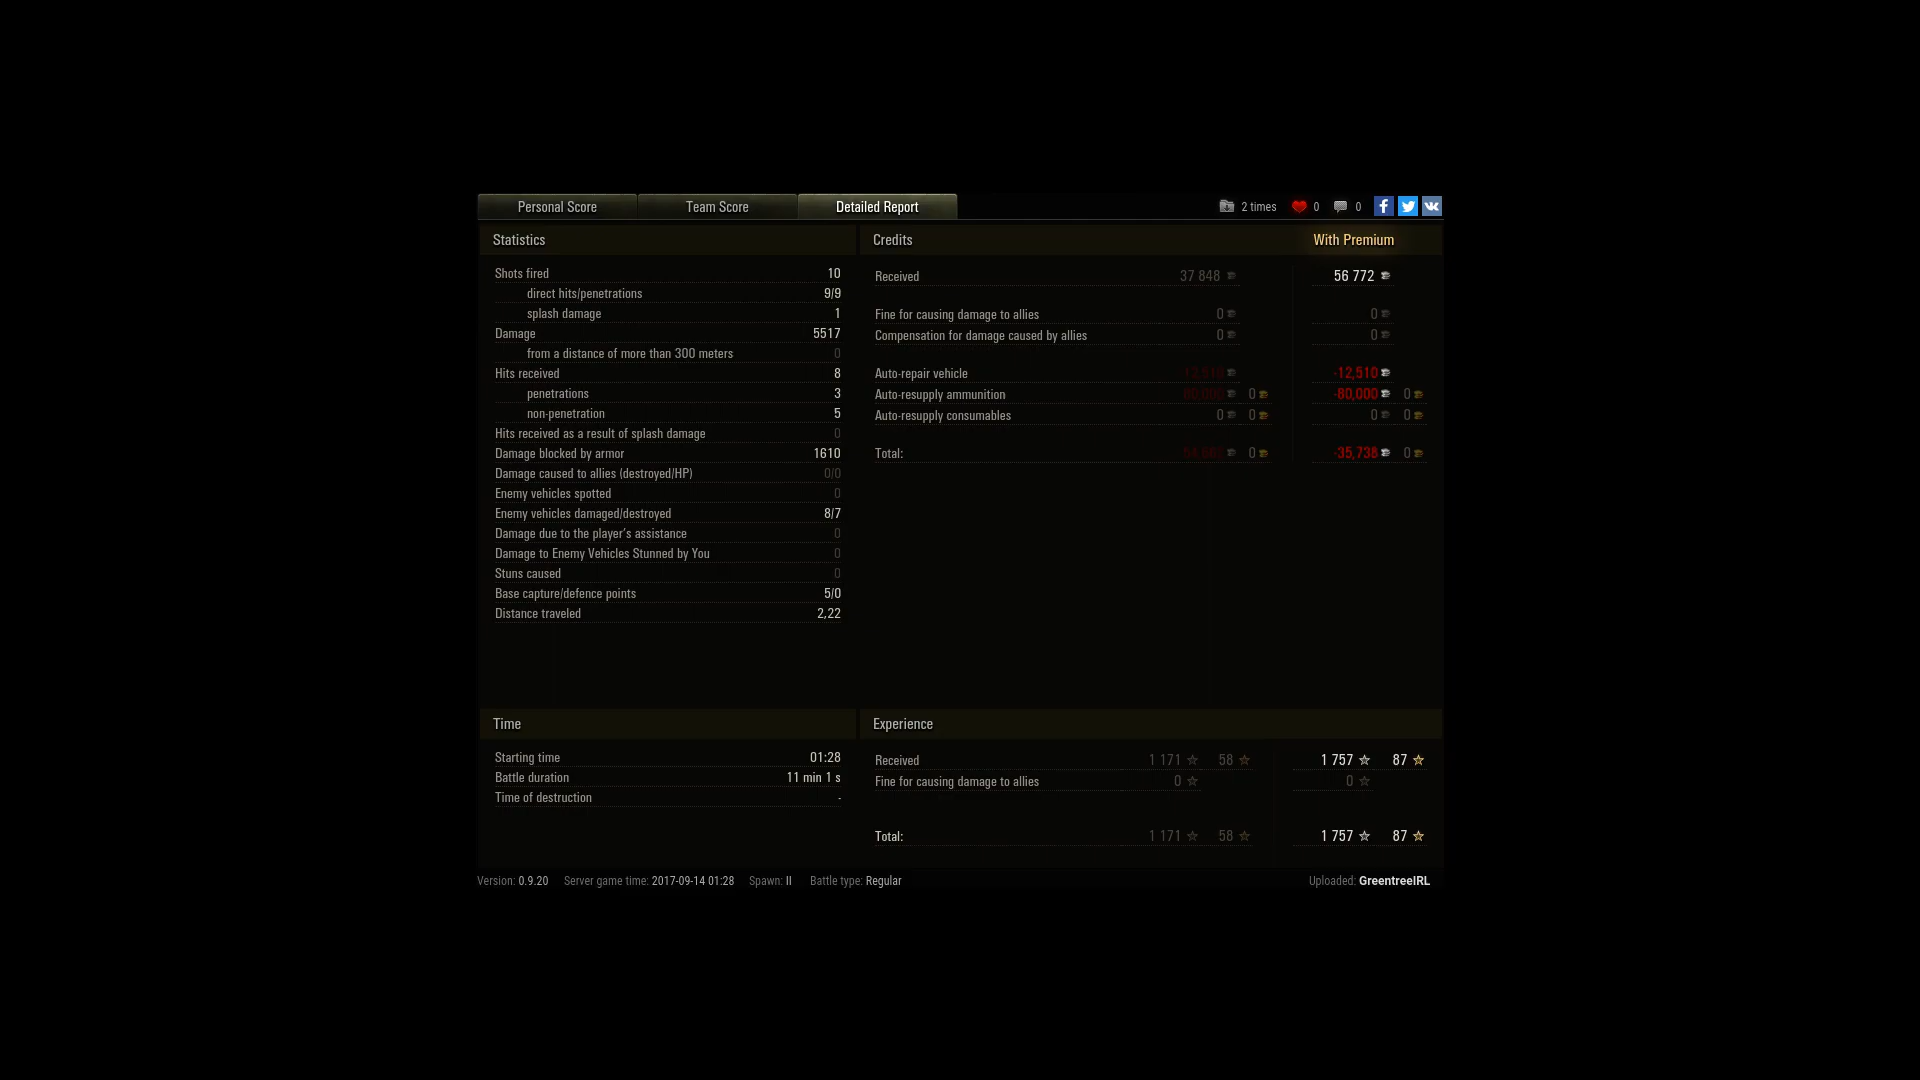 Personal Score Team Score Detailed Report 2 times 0 0
Statistics
Shots fired 10
direct hits/penetrations 9/9
splash damage 1
Damage 5517
from a distance of more than 300 meters 0
Hits received 8
penetrations 3
non-penetration 5
Hits received as a result of splash damage 0
Damage blocked by armor 1610
Damage caused to allies (destroyed/HP) 0/0
Enemy vehicles spotted 0
Enemy vehicles damaged/destroyed 8/7
Damage due to the player's assistance 0
Damage to Enemy Vehicles Stunned by You 0
Stuns caused 0
Base capture/defence points 5/0
Distance traveled 2,22
Credits With Premium
Received 37 848 56 772
Fine for causing damage to allies 0 0
Compensation for damage caused by allies 0 0
Auto-repair vehicle -12,510
Auto-resupply ammunition 0 -80,000 0
Auto-resupply consumables 0 0 0 0
Total: 0 -35,738 0
Time
Starting time 01:28
Battle duration 11 min 1 s
Time of destruction -
Experience
Received 1 171 58 1 757 87
Fine for causing damage to allies 0 0
Total: 1 171 58 1 757 87
Version: 0.9.20 Server game time: 2017-09-14 01:28 Spawn: II Battle type: Regular Uploaded: GreentreeIRL